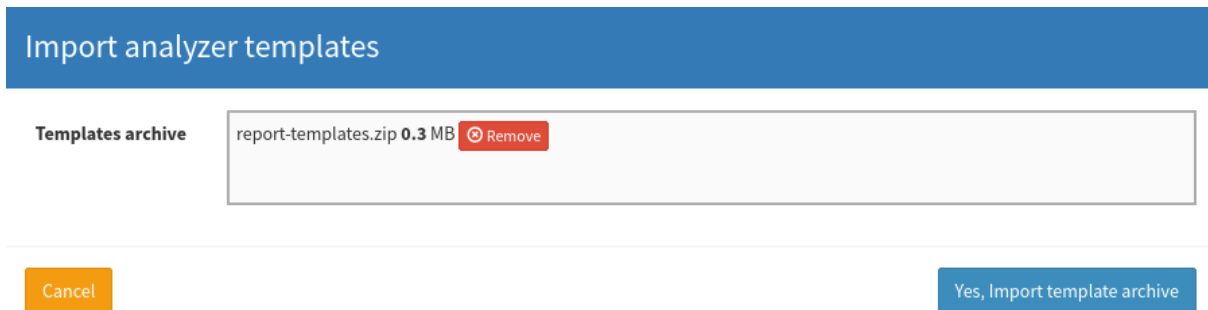 Import analyzer templates
Templates archive report-templates.zip 0.3 MB Remove
Cancel Yes, Import template archive